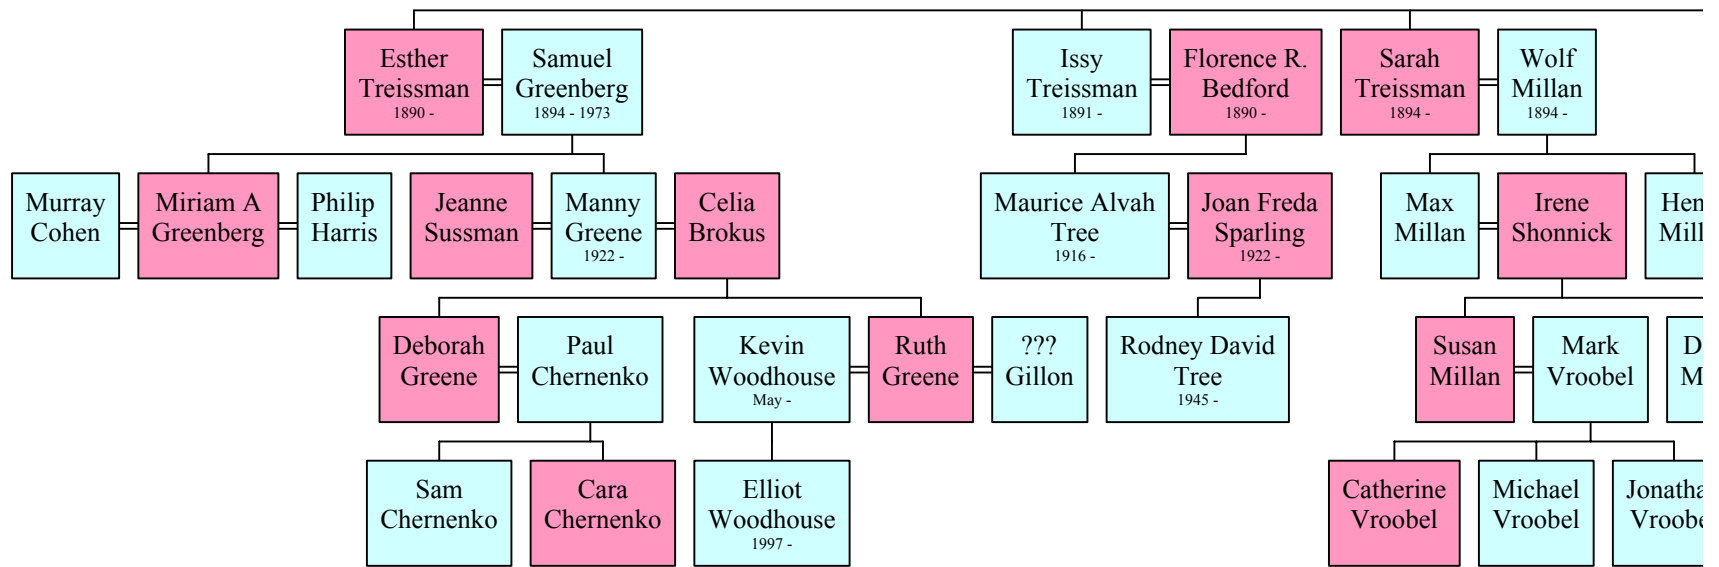 Esther
Treissman
1890 -
Samuel
Greenberg
1894 - 1973
Issy
Treissman
1891 -
Florence R.
Bedford
1890 -
Sarah
Treissman
1894 -
Wolf
Millan
1894 -
Murray
Cohen
Miriam A
Greenberg
Philip
Harris
Jeanne
Sussman
Manny
Greene
1922 -
Celia
Brokus
Maurice Alvah
Tree
1916 -
Joan Freda
Sparling
1922 -
Max
Millan
Irene
Shonnick
Deborah
Greene
Paul
Chernenko
Kevin
Woodhouse
May -
Ruth
Greene
???
Gillon
Rodney David
Tree
1945 -
Susan
Millan
Mark
Vroobel
Sam
Chernenko
Cara
Chernenko
Elliot
Woodhouse
1997 -
Catherine
Vroobel
Michael
Vroobel